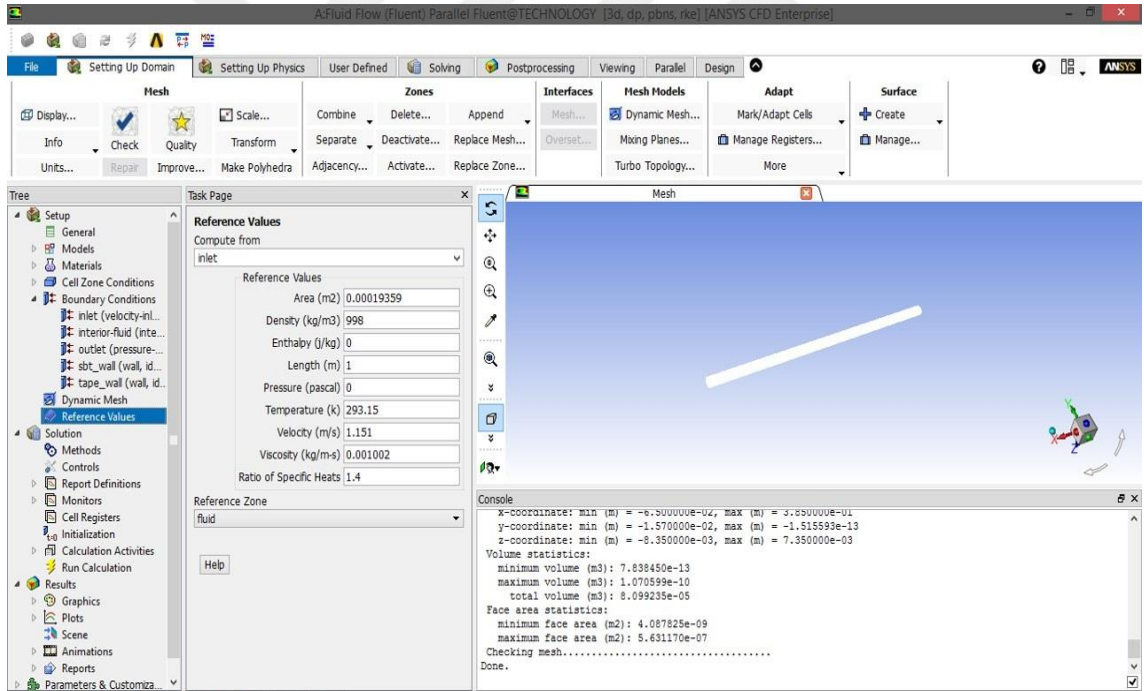 A:Fluid Flow (Fluent) Parallel Fluent@TECHNOLOGY [3d, dp, pbns, rke] [ANSYS CFD Enterprise]
File Setting Up Domain Setting Up Physics User Defined Solving Postprocessing Viewing Parallel Design ANSYS
Mesh Zones Interfaces Mesh Models Adapt Surface
Display... Scale... Combine Delete... Append Mesh... Dynamic Mesh... Mark/Adapt Cells Create
Info Check Quality Transform Separate Deactivate... Replace Mesh... Overset... Mixing Planes... Manage Registers... Manage...
Units... Repair Improve... Make Polyhedra Adjacency... Activate... Replace Zone... Turbo Topology... More
Tree
Setup
General
Models
Materials
Cell Zone Conditions
Boundary Conditions
inlet (velocity-inl...
interior-fluid (inte...
outlet (pressure-...
sbt_wall (wall, id...
tape_wall (wall, id...
Dynamic Mesh
Reference Values
Solution
Methods
Controls
Report Definitions
Monitors
Cell Registers
Initialization
Calculation Activities
Run Calculation
Results
Graphics
Plots
Scene
Animations
Reports
Parameters & Customiza...
Task Page
Reference Values
Compute from
inlet
Reference Values
Area (m2) 0.00019359
Density (kg/m3) 998
Enthalpy (j/kg) 0
Length (m) 1
Pressure (pascal) 0
Temperature (k) 293.15
Velocity (m/s) 1.151
Viscosity (kg/m-s) 0.001002
Ratio of Specific Heats 1.4
Reference Zone
fluid
Help
Mesh
Y
X
Z
Console
x-coordinate: min (m) = -6.500000e-02, max (m) = 3.850000e-01
y-coordinate: min (m) = -1.570000e-02, max (m) = -1.515593e-13
z-coordinate: min (m) = -8.350000e-03, max (m) = 7.350000e-03
Volume statistics:
minimum volume (m3): 7.838450e-13
maximum volume (m3): 1.070599e-10
total volume (m3): 8.099235e-05
Face area statistics:
minimum face area (m2): 4.087825e-09
maximum face area (m2): 5.631170e-07
Checking mesh....................................
Done.